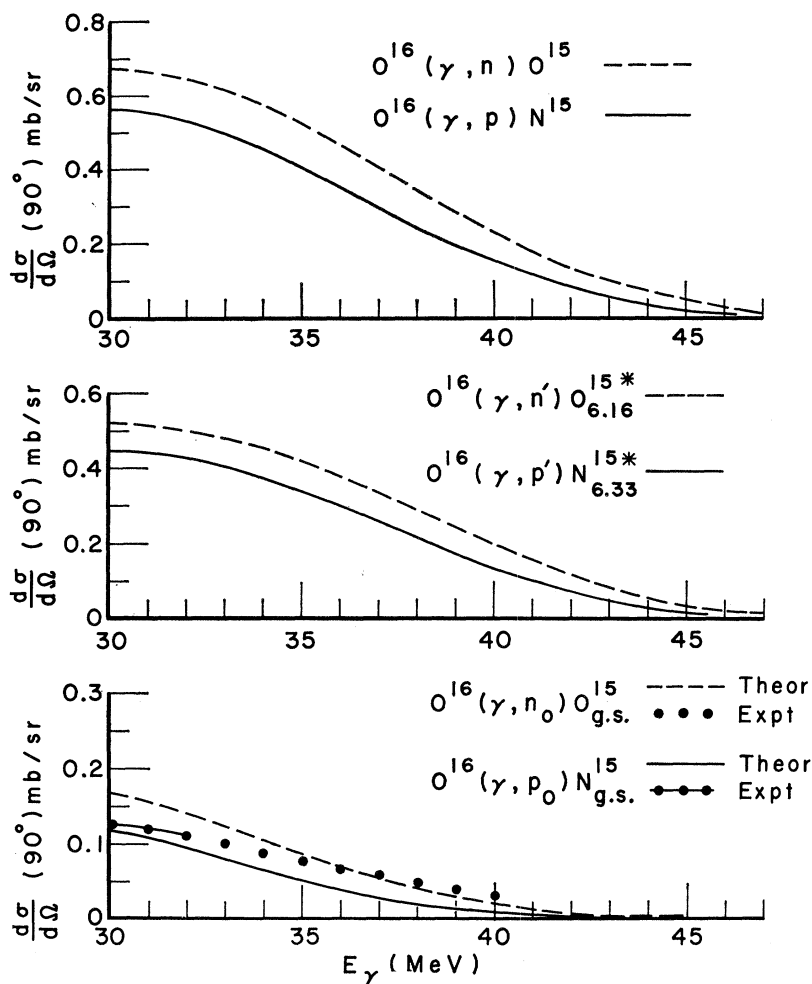 0.8
0.6
0.4
0.2
0
dσ/dΩ (90°) mb/sr
O¹⁶(γ,n)O¹⁵
O¹⁶(γ,p)N¹⁵
30 35 40 45
0.6
0.4
0.2
0
dσ/dΩ (90°) mb/sr
O¹⁶(γ,n′)O¹⁵*₆.₁₆
O¹⁶(γ,p′)N¹⁵*₆.₃₃
30 35 40 45
0.3
0.2
0.1
0
dσ/dΩ (90°) mb/sr
O¹⁶(γ,n₀)O¹⁵g.s. Theor
Expt
O¹⁶(γ,p₀)N¹⁵g.s. Theor
Expt
30 35 40 45
Eγ (MeV)